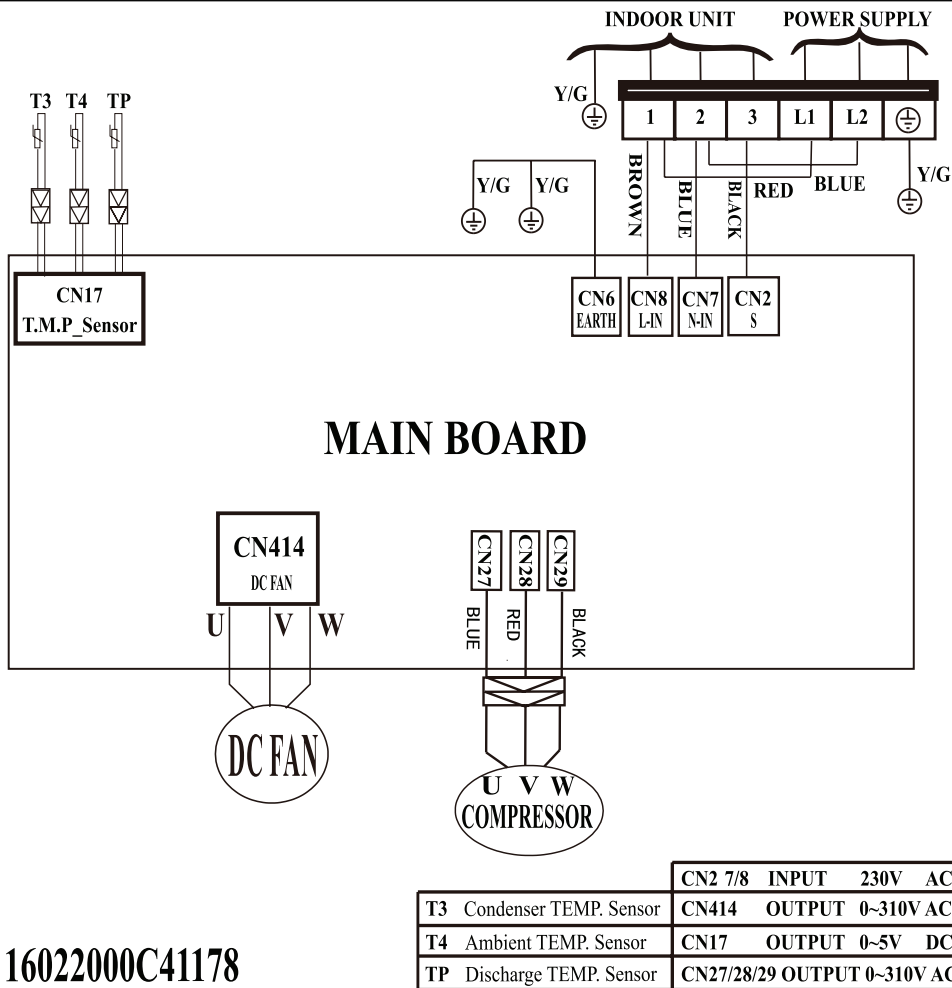 INDOOR UNIT POWER SUPPLY
T3 T4 TP
Y/G
1 2 3 L1 L2
Y/G Y/G
BROWN
BLUE
BLACK
RED
BLUE
Y/G
CN17
T.M.P_Sensor
CN6
EARTH
CN8
L-IN
CN7
N-IN
CN2
S
MAIN BOARD
CN414
DC FAN
U V W
CN27
CN28
CN29
BLUE
RED
BLACK
DC FAN
U V W
COMPRESSOR
CN2 7/8 INPUT 230V AC
T3 Condenser TEMP. Sensor CN414 OUTPUT 0~310V AC
T4 Ambient TEMP. Sensor CN17 OUTPUT 0~5V DC
TP Discharge TEMP. Sensor CN27/28/29 OUTPUT 0~310V AC
16022000C41178